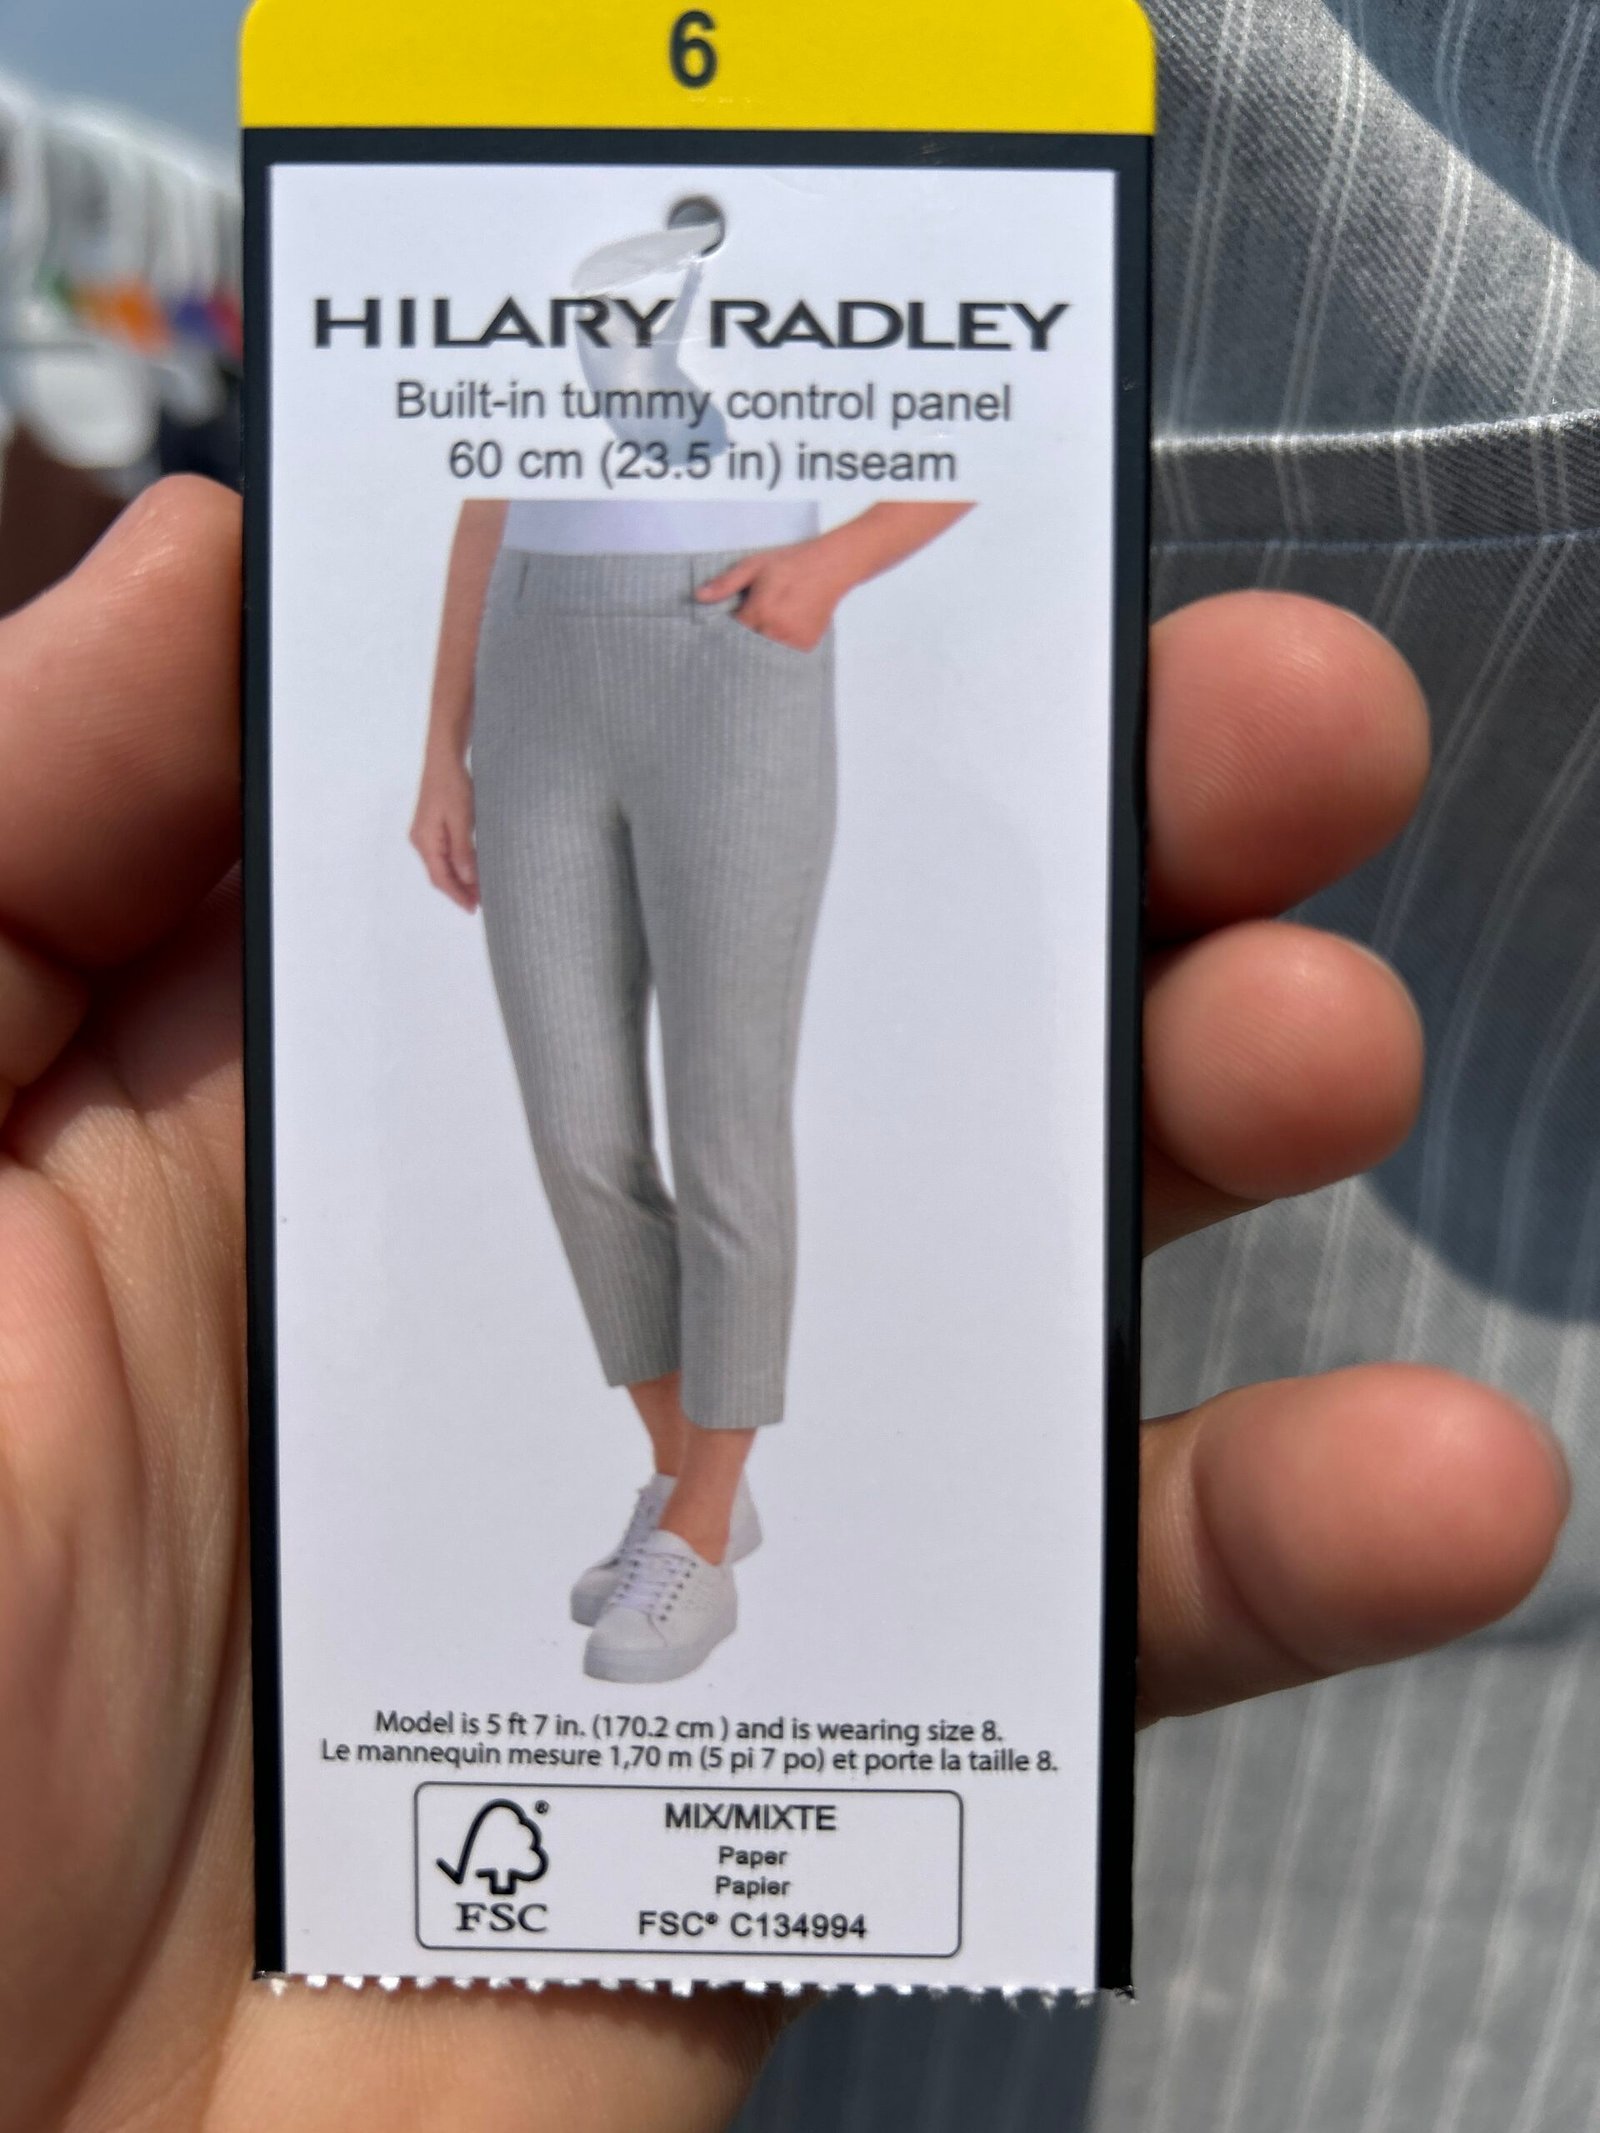 6
HILARY RADLEY
Built-in tummy control panel
60 cm (23.5 in) inseam
Model is 5 ft 7 in. (170.2 cm ) and is wearing size 8.
Le mannequin mesure 1,70 m (5 pi 7 po) et porte la taille 8.
MIX/MIXTE
Paper
Papier
FSC® C134994
®
FSC